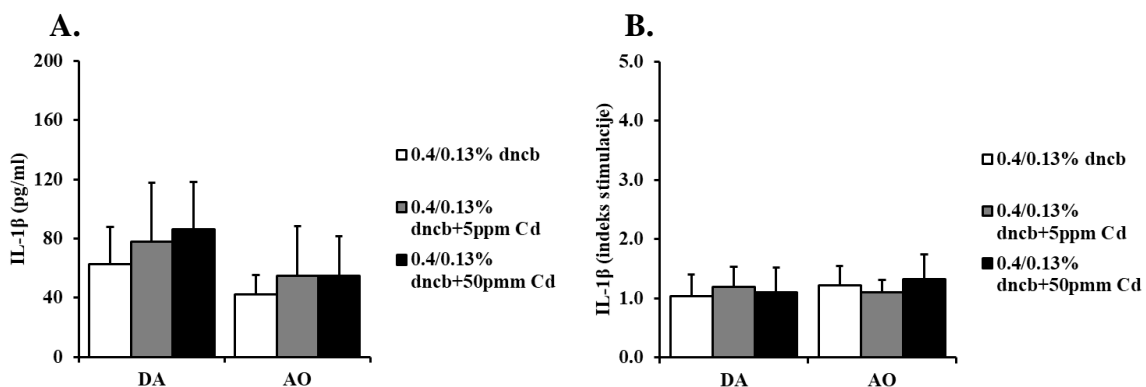 A.
IL-1β (pg/ml)
200
160
120
80
40
0
DA
AO
0.4/0.13% dncb
0.4/0.13%
dncb+5ppm Cd
0.4/0.13%
dncb+50pmm Cd
B.
IL-1β (indeks stimulacije)
5.0
4.0
3.0
2.0
1.0
0.0
DA
AO
0.4/0.13% dncb
0.4/0.13%
dncb+5ppm Cd
0.4/0.13%
dncb+50pmm Cd